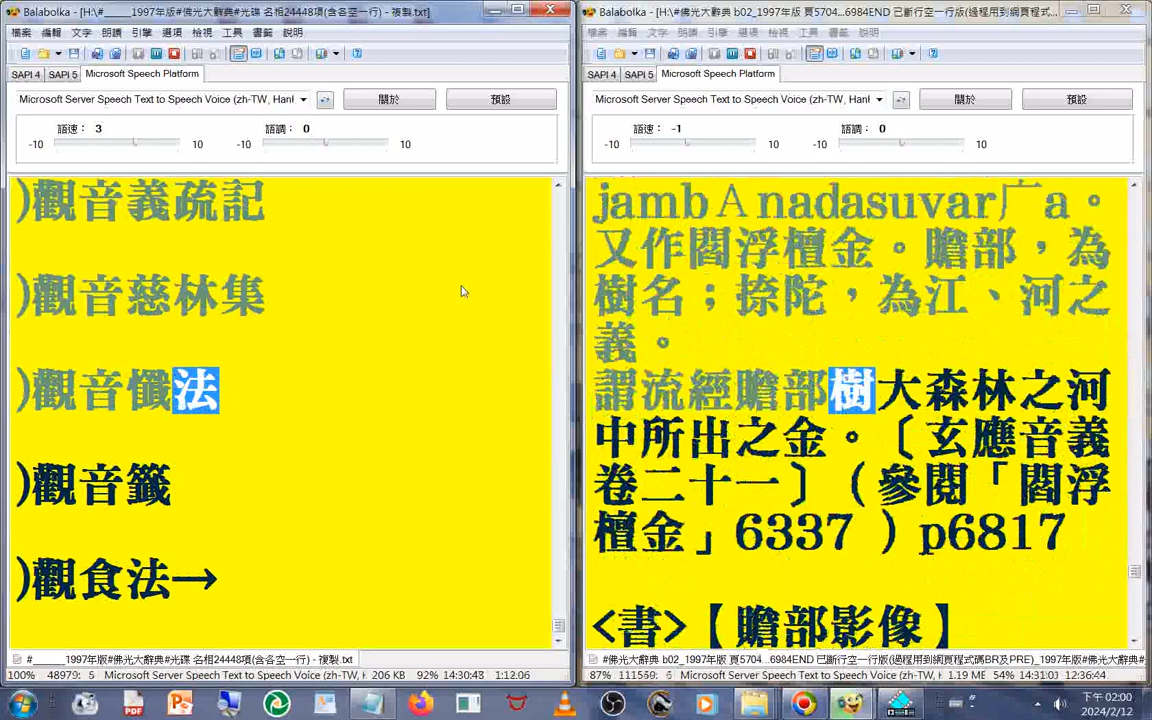 Balabolka - [H:\#_____1997年版#佛光大辭典#光碟 名相24448項(含各空一行) - 複製.txt]
檔案 編輯 文字 朗讀 引擎 選項 檢視 工具 書籤 說明
SAPI 4 SAPI 5 Microsoft Speech Platform
Microsoft Server Speech Text to Speech Voice (zh-TW, Hanl
關於 預設
語速： 3 語調： 0
-10 10 -10 10
)觀音義疏記
)觀音慈林集
)觀音懺法
)觀音籤
)觀食法→
#_____1997年版#佛光大辭典#光碟 名相24448項(含各空一行) - 複製.txt
100% 48979: 5 Microsoft Server Speech Text to Speech Voice (zh-TW, H 206 KB 92% 14:30:43 1:12.06
Balabolka - [H:\#佛光大辭典 b02_1997年版 頁5704...6984END 已斷行空一行版(過程用到網頁程式...
檔案 編輯 文字 朗讀 引擎 選項 檢視 工具 書籤 說明
SAPI 4 SAPI 5 Microsoft Speech Platform
Microsoft Server Speech Text to Speech Voice (zh-TW, Hanl
關於 預設
語速： -1 語調： 0
-10 10 -10 10
jambＡnadasuvar广a。
又作閻浮檀金。贍部，為
樹名；捺陀，為江、河之
義。
謂流經贍部樹大森林之河
中所出之金。〔玄應音義
卷二十一〕（參閱「閻浮
檀金」6337 ）p6817
<書>【贍部影像】
#佛光大辭典 b02_1997年版 頁5704...6984END 已斷行空一行版(過程用到網頁程式碼BR及PRE)_1997年版#佛光大辭典#
87% 111569: 5 Microsoft Server Speech Text to Speech Voice (zh-TW, H 1.19 ME 54% 14:31:03 12:36:44
下午 02:00
2024/2/12